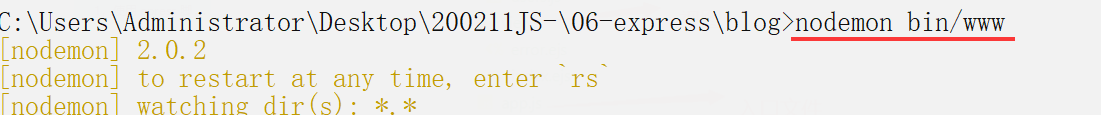 C:\Users\Administrator\Desktop\200211JS-\06-express\blog>nodemon bin/www
[nodemon] 2.0.2
[nodemon] to restart at any time, enter `rs`
[nodemon] watching dir(s): *.*